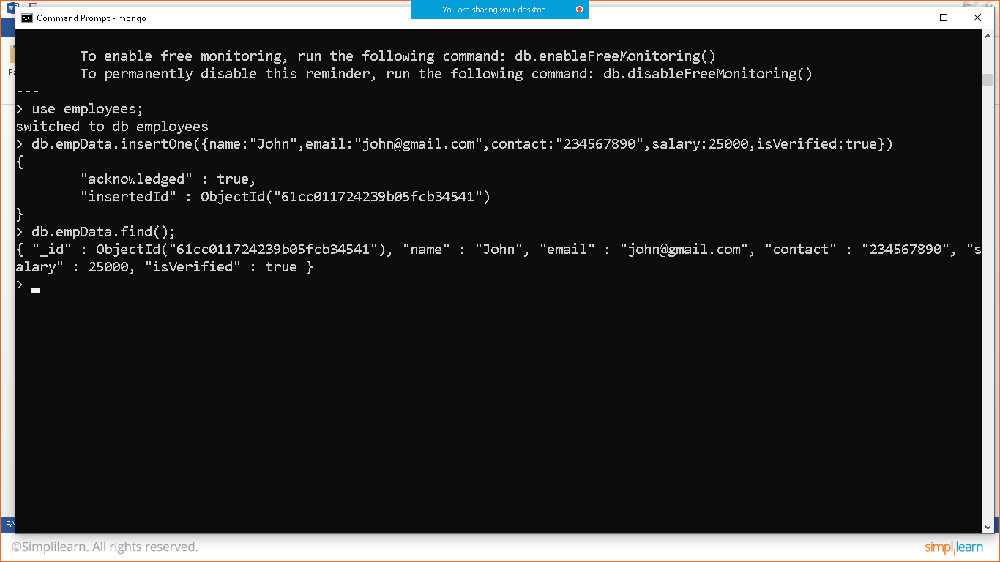 You are sharing your desktop
Command Prompt - mongo
To enable free monitoring, run the following command: db.enableFreeMonitoring()
To permanently disable this reminder, run the following command: db.disableFreeMonitoring()
---
> use employees;
switched to db employees
> db.empData.insertOne({name:"John",email:"john@gmail.com",contact:"234567890",salary:25000,isVerified:true})
{
"acknowledged" : true,
"insertedId" : ObjectId("61cc011724239b05fcb34541")
}
> db.empData.find();
{ "_id" : ObjectId("61cc011724239b05fcb34541"), "name" : "John", "email" : "john@gmail.com", "contact" : "234567890", "s
alary" : 25000, "isVerified" : true }
>
PA
©Simplilearn. All rights reserved.
simplilearn